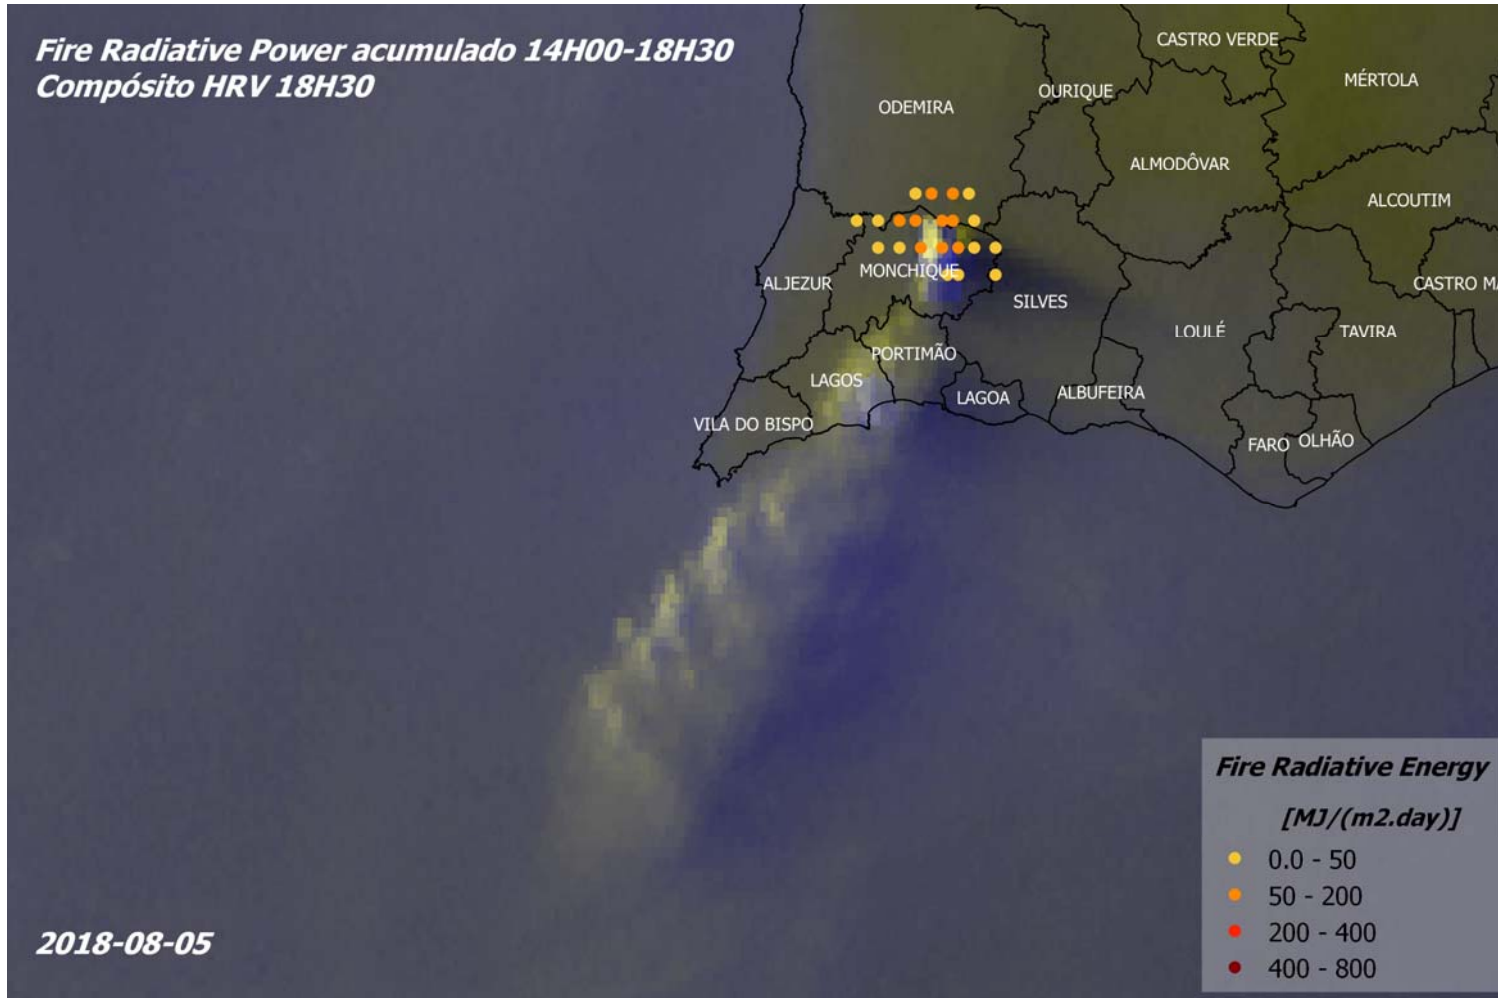 Fire Radiative Power acumulado 14H00-18H30
Compósito HRV 18H30
CASTRO VERDE
MÉRTOLA
OURIQUE
ODEMIRA
ALMODÔVAR
ALCOUTIM
MONCHIQUE
ALJEZUR
CASTRO MA
SILVES
LOULÉ
TAVIRA
PORTIMÃO
LAGOS
LAGOA
ALBUFEIRA
VILA DO BISPO
FARO
OLHÃO
Fire Radiative Energy
[MJ/(m2.day)]
0.0 - 50
50 - 200
200 - 400
400 - 800
2018-08-05